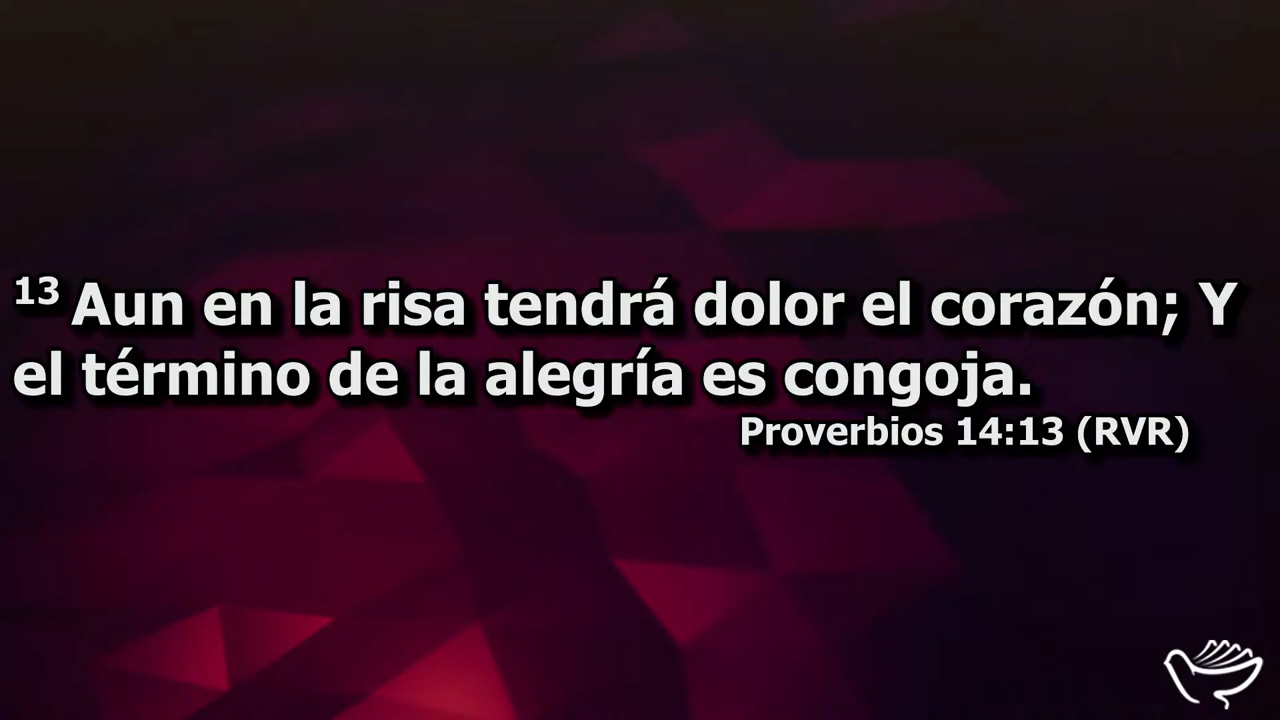 13 Aun en la risa tendrá dolor el corazón; Y
el término de la alegría es congoja.
Proverbios 14:13 (RVR)